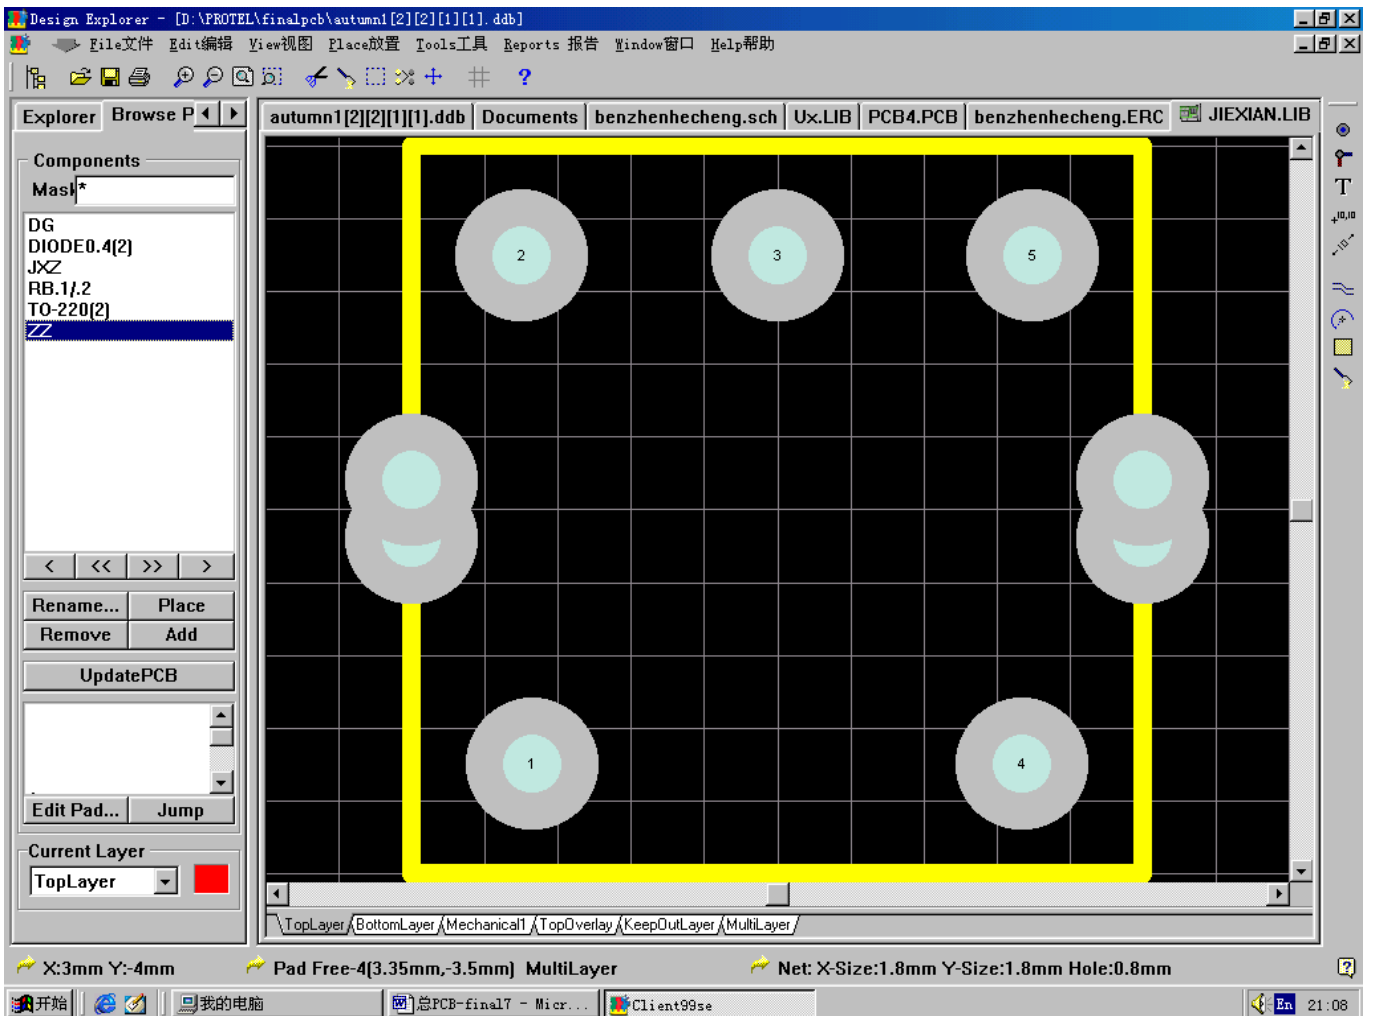 Design Explorer - [D:\PROTEL\finalpcb\autumn1[2][2][1][1].ddb]
File文件 Edit编辑 View视图 Place放置 Tools工具 Reports 报告 Window窗口 Help帮助
Explorer Browse P
autumn1[2][2][1][1].ddb Documents benzhenhecheng.sch Ux.LIB PCB4.PCB benzhenhecheng.ERC JIEXIAN.LIB
Components
Mask *
DG
DIODE0.4(2)
JXZ
RB.1/.2
TO-220(2)
ZZ
< << >> >
Rename... Place
Remove Add
UpdatePCB
Edit Pad... Jump
Current Layer
TopLayer
2 3 5
1 4
T
+10,10
10
TopLayer BottomLayer Mechanical1 TopOverlay KeepOutLayer MultiLayer
X:3mm Y:-4mm Pad Free-4(3.35mm,-3.5mm) MultiLayer Net: X-Size:1.8mm Y-Size:1.8mm Hole:0.8mm
开始 我的电脑 总PCB-final7 - Micr... Client99se En 21:08